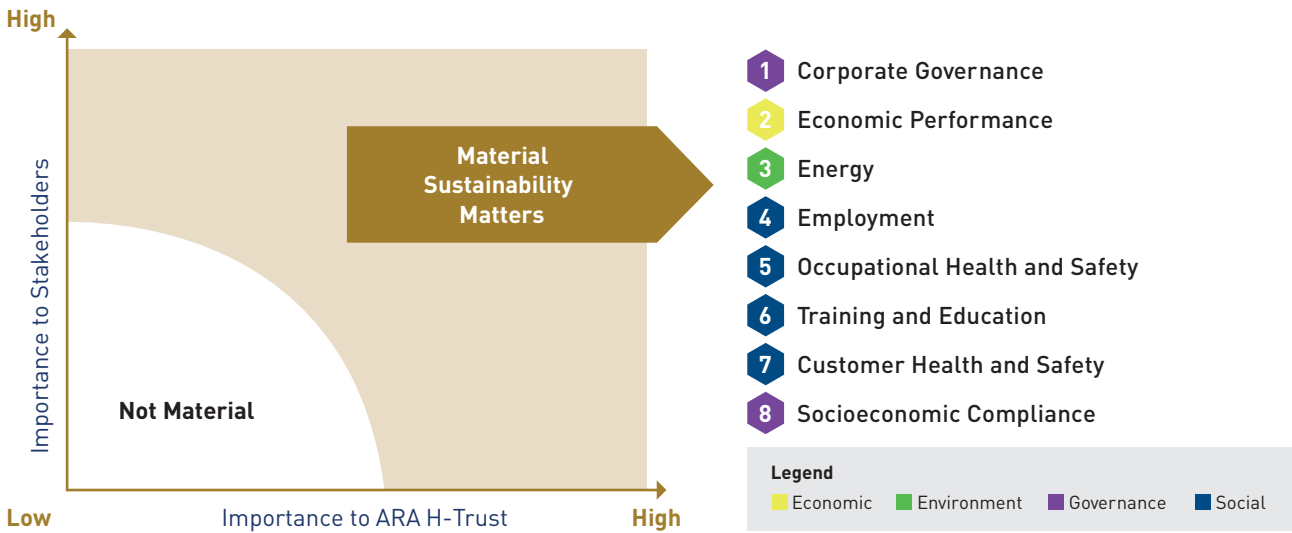 High
Importance to Stakeholders
Material
Sustainability
Matters
Not Material
Low
Importance to ARA H-Trust
High
1 Corporate Governance
2 Economic Performance
3 Energy
4 Employment
5 Occupational Health and Safety
6 Training and Education
7 Customer Health and Safety
8 Socioeconomic Compliance
Legend
Economic Environment Governance Social